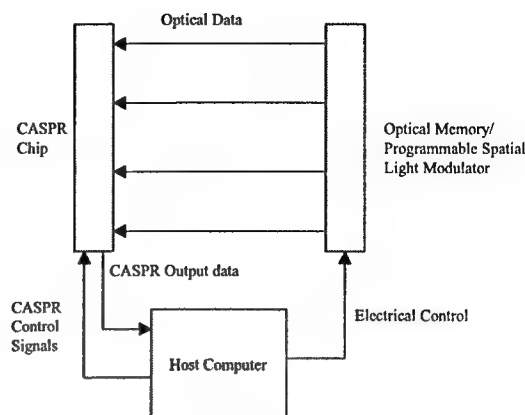 Optical Data
CASPR
Chip
Optical Memory/
Programmable Spatial
Light Modulator
CASPR Output data
CASPR
Control
Signals
Electrical Control
Host Computer